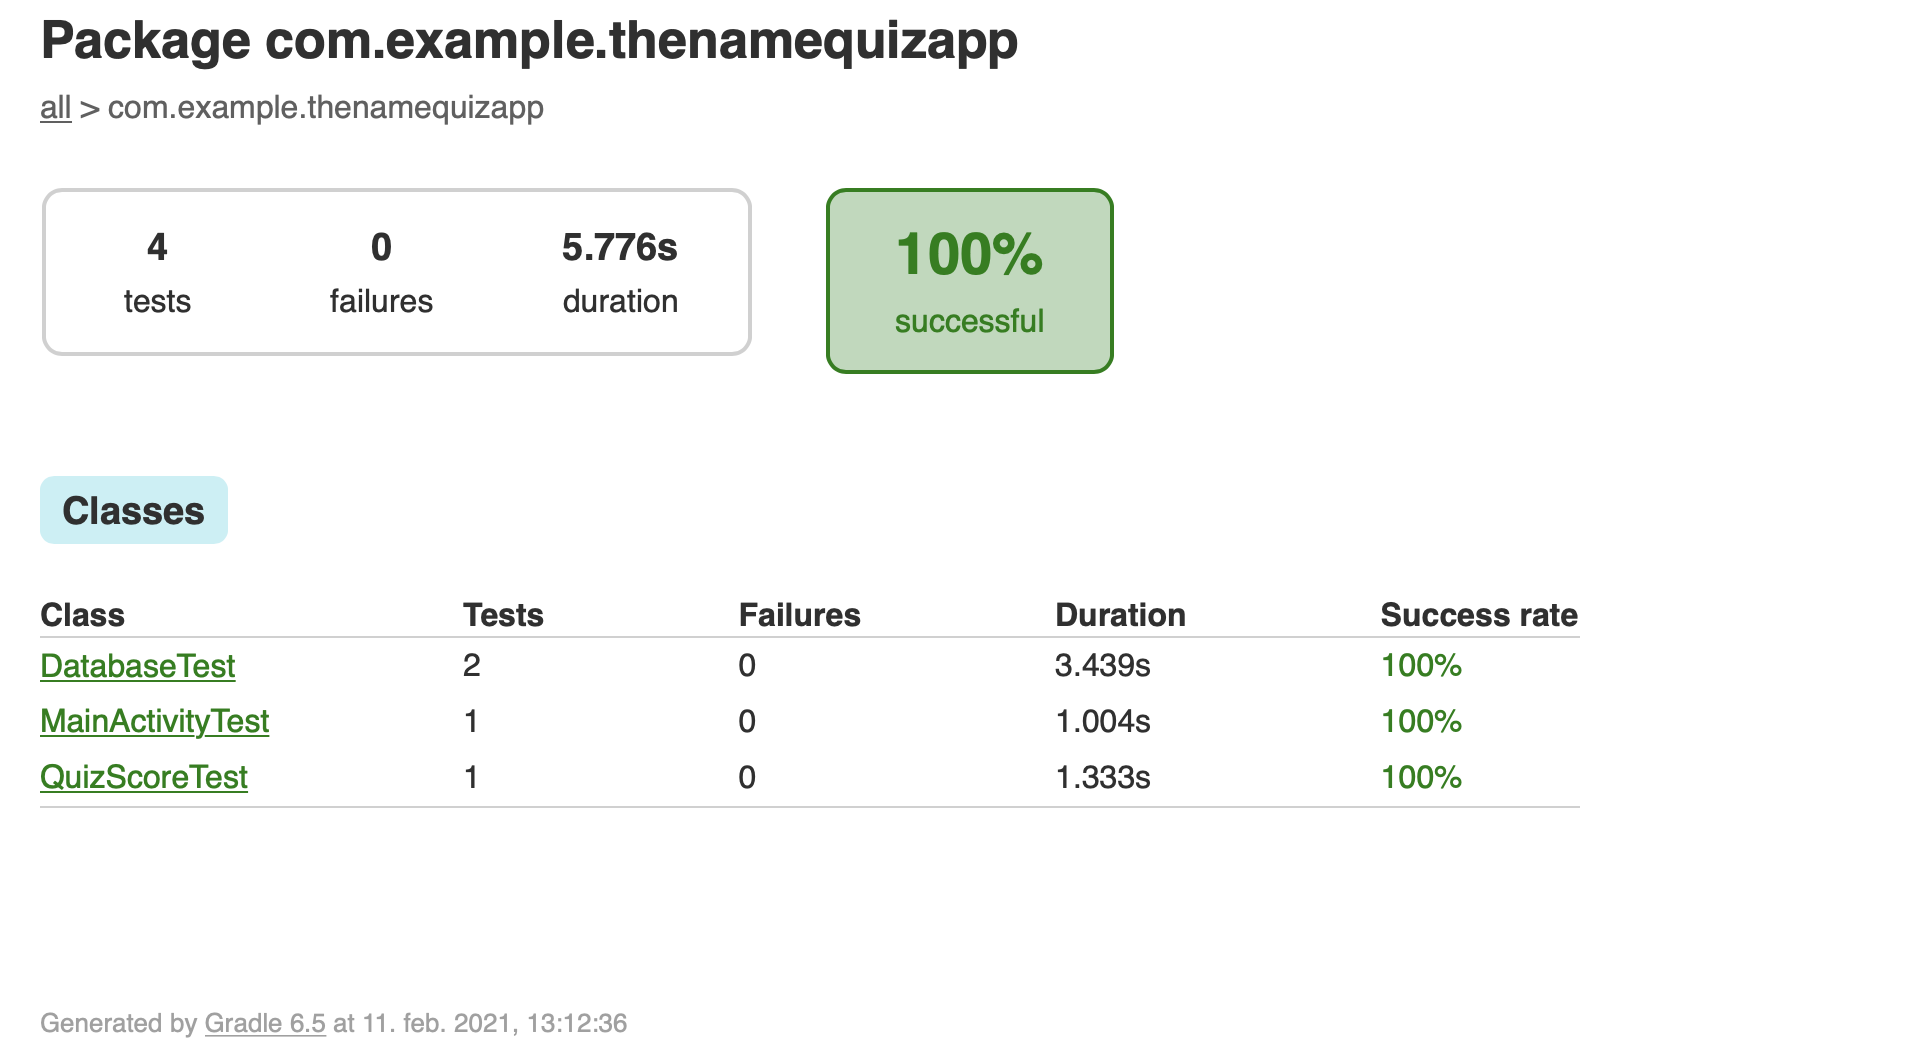 Package com.example.thenamequizapp
all > com.example.thenamequizapp
4 0 5.776s 100%
tests failures duration successful
Classes
Class Tests Failures Duration Success rate
DatabaseTest 2 0 3.439s 100%
MainActivityTest 1 0 1.004s 100%
QuizScoreTest 1 0 1.333s 100%
Generated by Gradle 6.5 at 11. feb. 2021, 13:12:36